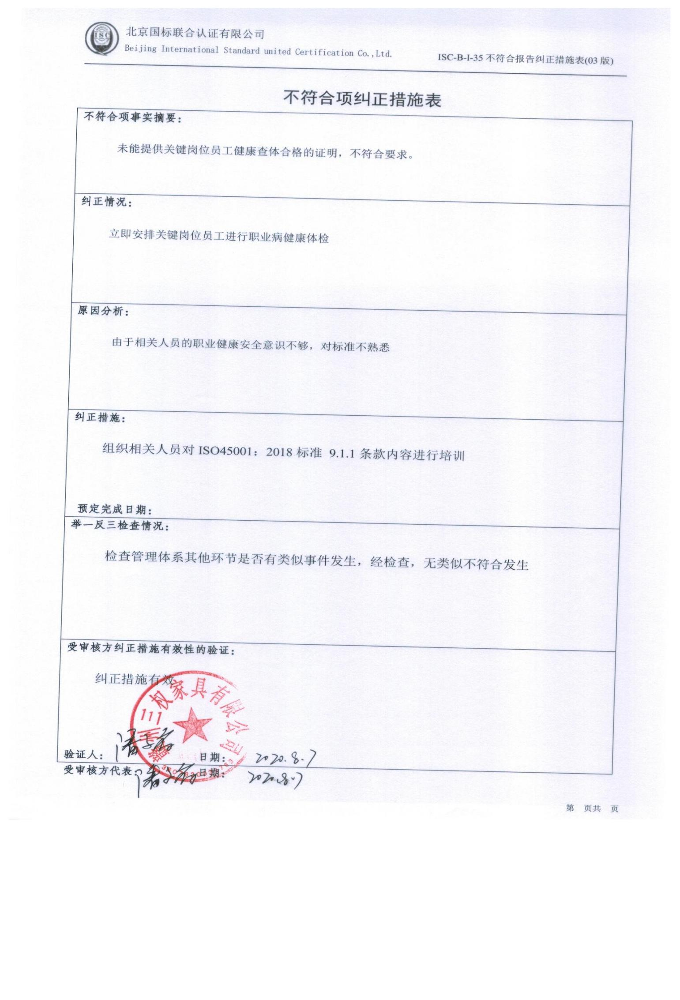 ISC
北京国标联合认证有限公司
Beijing International Standard united Certification Co.,Ltd.
ISC-B-I-35 不符合报告纠正措施表(03 版)
不符合项纠正措施表
不符合项事实摘要：
未能提供关键岗位员工健康查体合格的证明，不符合要求。
纠正情况：
立即安排关键岗位员工进行职业病健康体检
原因分析：
由于相关人员的职业健康安全意识不够，对标准不熟悉
纠正措施：
组织相关人员对 ISO45001：2018 标准 9.1.1 条款内容进行培训
预定完成日期：
举一反三检查情况：
检查管理体系其他环节是否有类似事件发生，经检查，无类似不符合发生
受审核方纠正措施有效性的验证：
纠正措施有效
赣州三权家具有限公司
验证人： 日期： 2020.8.7
受审核方代表： 日期： 2020.8.7
第 页共 页